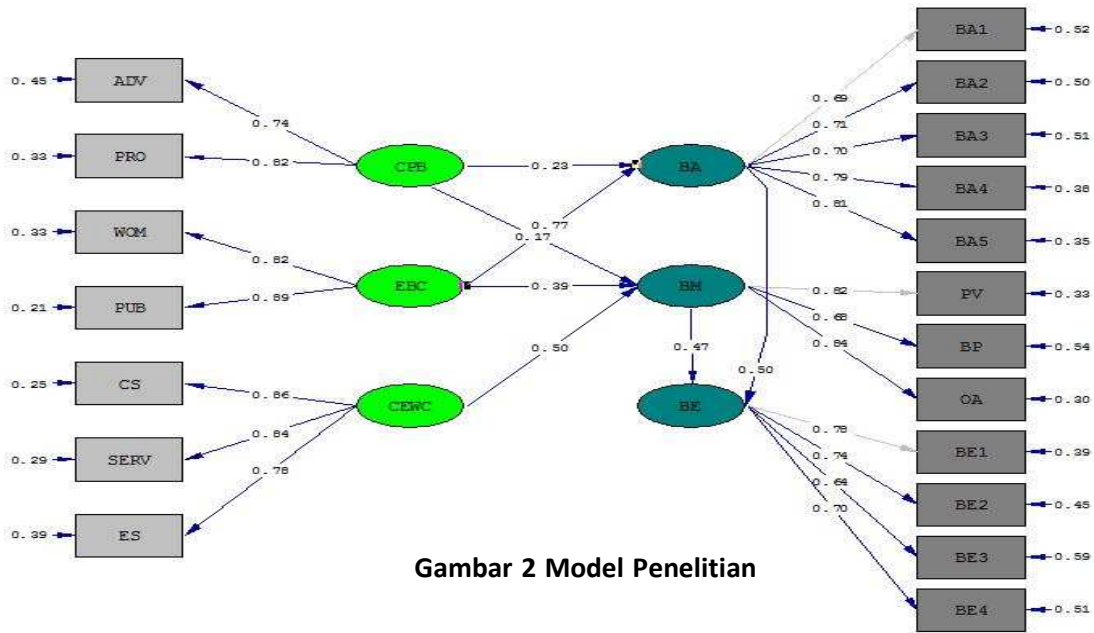 0.45
ADV
0.33
PRO
0.33
WOM
0.21
PUB
0.25
CS
0.29
SERV
0.39
ES
0.74
0.82
0.82
0.89
0.86
0.84
0.78
CPB
EBC
CEWC
0.23
0.77
0.17
0.39
0.50
BA
BM
BE
0.47
0.50
0.69
0.71
0.70
0.79
0.81
0.82
0.68
0.84
0.78
0.74
0.64
0.70
BA1
0.52
BA2
0.50
BA3
0.51
BA4
0.38
BA5
0.35
PV
0.33
BP
0.54
OA
0.30
BE1
0.39
BE2
0.45
BE3
0.59
BE4
0.51
Gambar 2 Model Penelitian